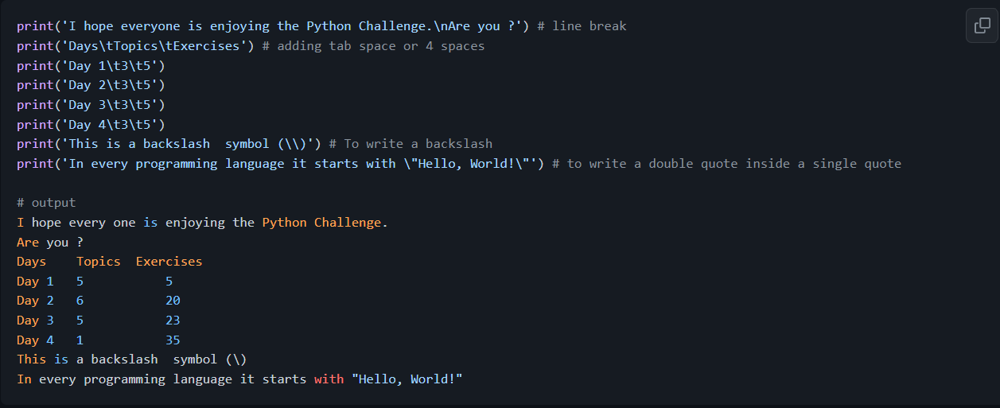 print('I hope everyone is enjoying the Python Challenge.\nAre you ?') # line break
print('Days\tTopics\tExercises') # adding tab space or 4 spaces
print('Day 1\t3\t5')
print('Day 2\t3\t5')
print('Day 3\t3\t5')
print('Day 4\t3\t5')
print('This is a backslash  symbol (\\)') # To write a backslash
print('In every programming language it starts with \"Hello, World!\"') # to write a double quote inside a single quote

# output
I hope every one is enjoying the Python Challenge.
Are you ?
Days    Topics  Exercises
Day 1   5           5
Day 2   6           20
Day 3   5           23
Day 4   1           35
This is a backslash  symbol (\)
In every programming language it starts with "Hello, World!"